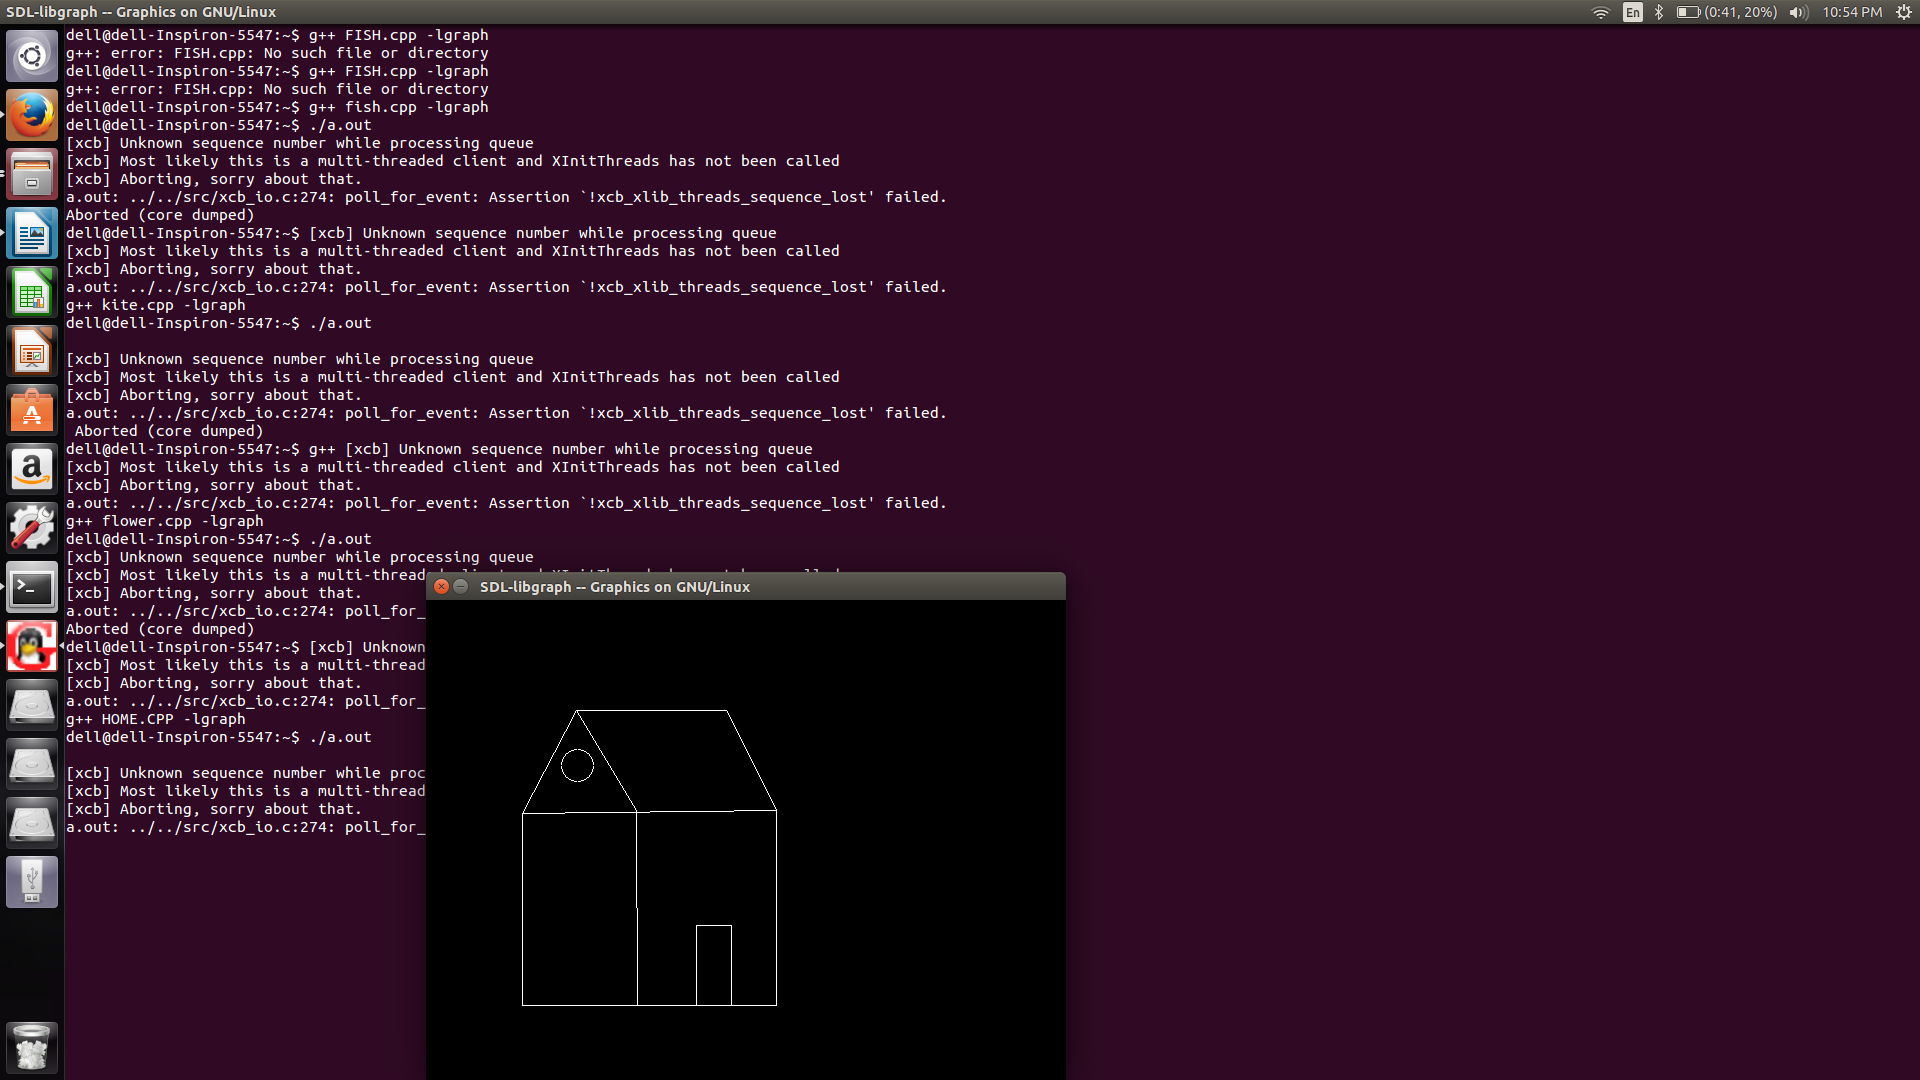 SDL-libgraph -- Graphics on GNU/Linux
En (0:41, 20%) 10:54 PM
dell@dell-Inspiron-5547:~$ g++ FISH.cpp -lgraph
g++: error: FISH.cpp: No such file or directory
dell@dell-Inspiron-5547:~$ g++ FISH.cpp -lgraph
g++: error: FISH.cpp: No such file or directory
dell@dell-Inspiron-5547:~$ g++ fish.cpp -lgraph
dell@dell-Inspiron-5547:~$ ./a.out
[xcb] Unknown sequence number while processing queue
[xcb] Most likely this is a multi-threaded client and XInitThreads has not been called
[xcb] Aborting, sorry about that.
a.out: ../../src/xcb_io.c:274: poll_for_event: Assertion `!xcb_xlib_threads_sequence_lost' failed.
Aborted (core dumped)
dell@dell-Inspiron-5547:~$ [xcb] Unknown sequence number while processing queue
[xcb] Most likely this is a multi-threaded client and XInitThreads has not been called
[xcb] Aborting, sorry about that.
a.out: ../../src/xcb_io.c:274: poll_for_event: Assertion `!xcb_xlib_threads_sequence_lost' failed.
g++ kite.cpp -lgraph
dell@dell-Inspiron-5547:~$ ./a.out
[xcb] Unknown sequence number while processing queue
[xcb] Most likely this is a multi-threaded client and XInitThreads has not been called
[xcb] Aborting, sorry about that.
a.out: ../../src/xcb_io.c:274: poll_for_event: Assertion `!xcb_xlib_threads_sequence_lost' failed.
Aborted (core dumped)
dell@dell-Inspiron-5547:~$ g++ [xcb] Unknown sequence number while processing queue
[xcb] Most likely this is a multi-threaded client and XInitThreads has not been called
[xcb] Aborting, sorry about that.
a.out: ../../src/xcb_io.c:274: poll_for_event: Assertion `!xcb_xlib_threads_sequence_lost' failed.
g++ flower.cpp -lgraph
dell@dell-Inspiron-5547:~$ ./a.out
[xcb] Unknown sequence number while processing queue
[xcb] Most likely this is a multi-thread
[xcb] Aborting, sorry about that.
a.out: ../../src/xcb_io.c:274: poll_for_
Aborted (core dumped)
dell@dell-Inspiron-5547:~$ [xcb] Unknown
[xcb] Most likely this is a multi-thread
[xcb] Aborting, sorry about that.
a.out: ../../src/xcb_io.c:274: poll_for_
g++ HOME.CPP -lgraph
dell@dell-Inspiron-5547:~$ ./a.out
[xcb] Unknown sequence number while proc
[xcb] Most likely this is a multi-thread
[xcb] Aborting, sorry about that.
a.out: ../../src/xcb_io.c:274: poll_for_
SDL-libgraph -- Graphics on GNU/Linux